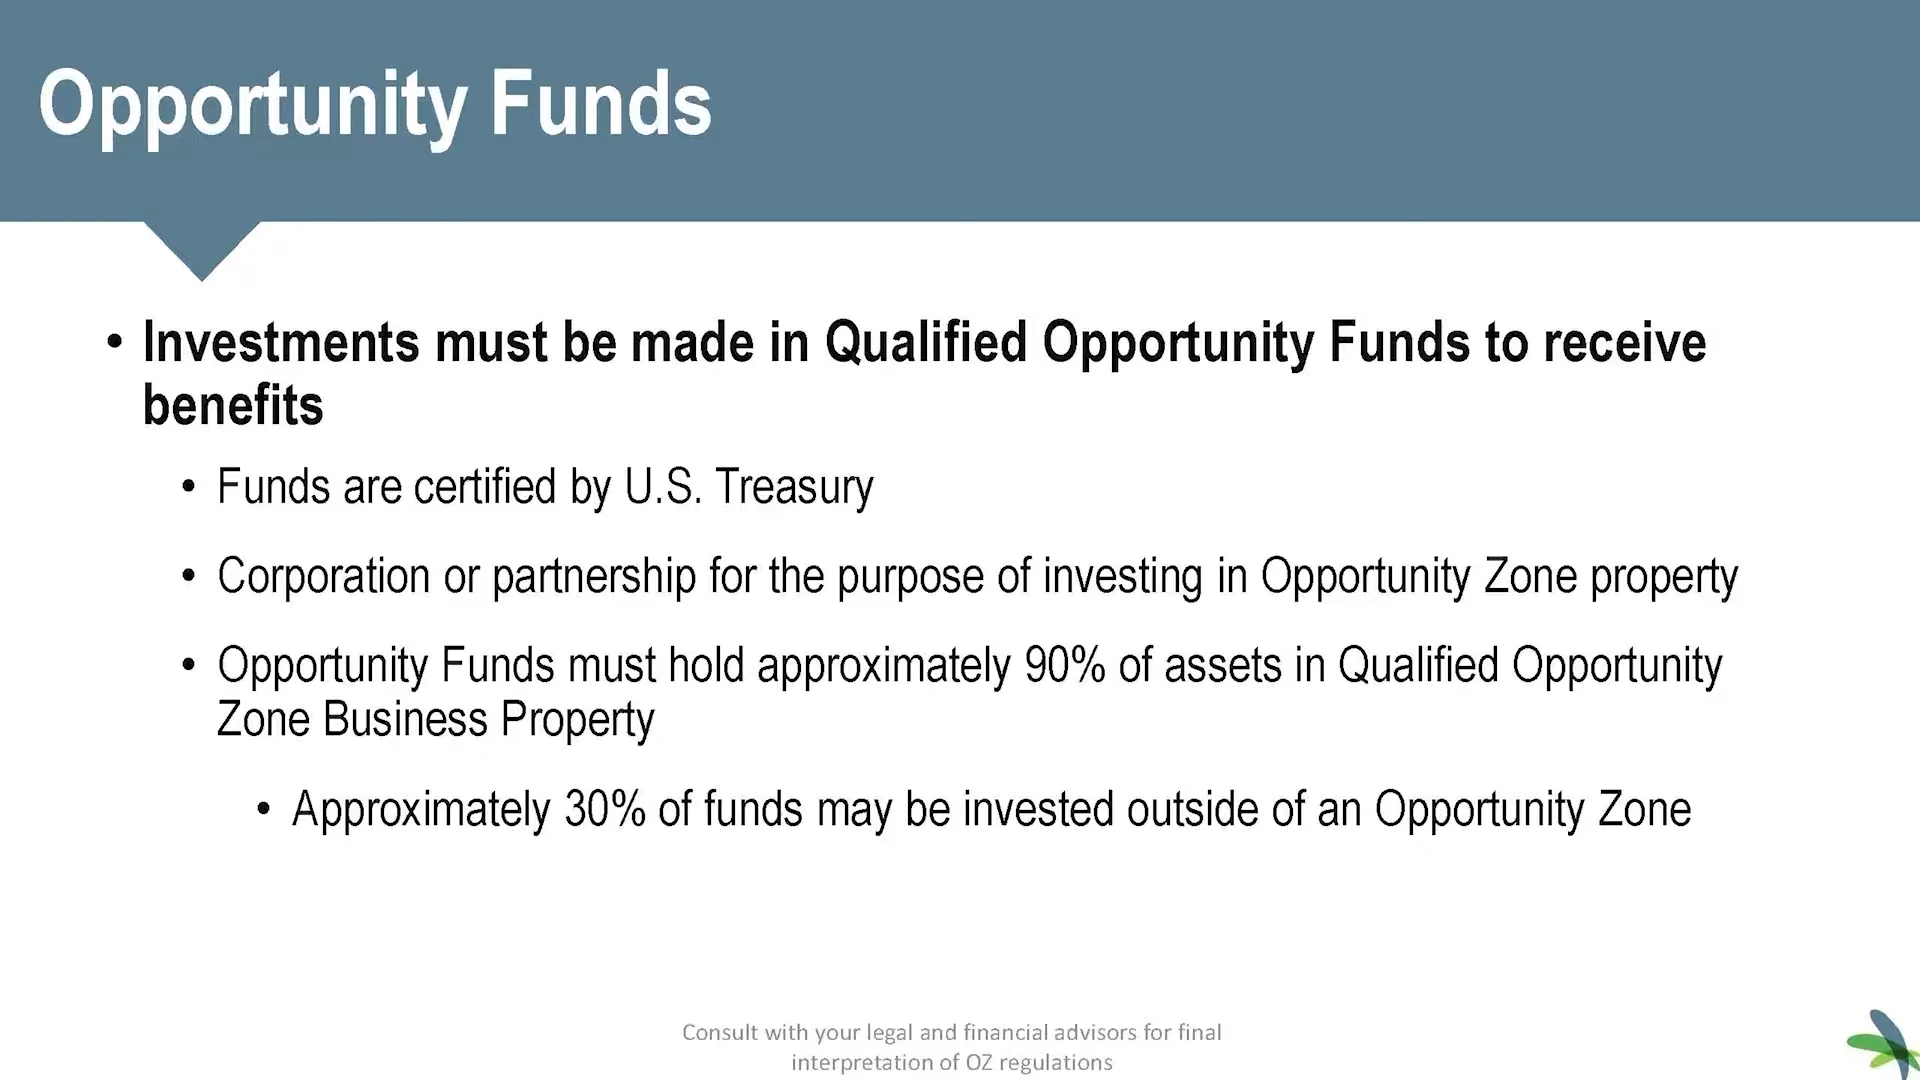 Opportunity Funds
• Investments must be made in Qualified Opportunity Funds to receive
benefits
• Funds are certified by U.S. Treasury
• Corporation or partnership for the purpose of investing in Opportunity Zone property
• Opportunity Funds must hold approximately 90% of assets in Qualified Opportunity
Zone Business Property
• Approximately 30% of funds may be invested outside of an Opportunity Zone
Consult with your legal and financial advisors for final
interpretation of OZ regulations